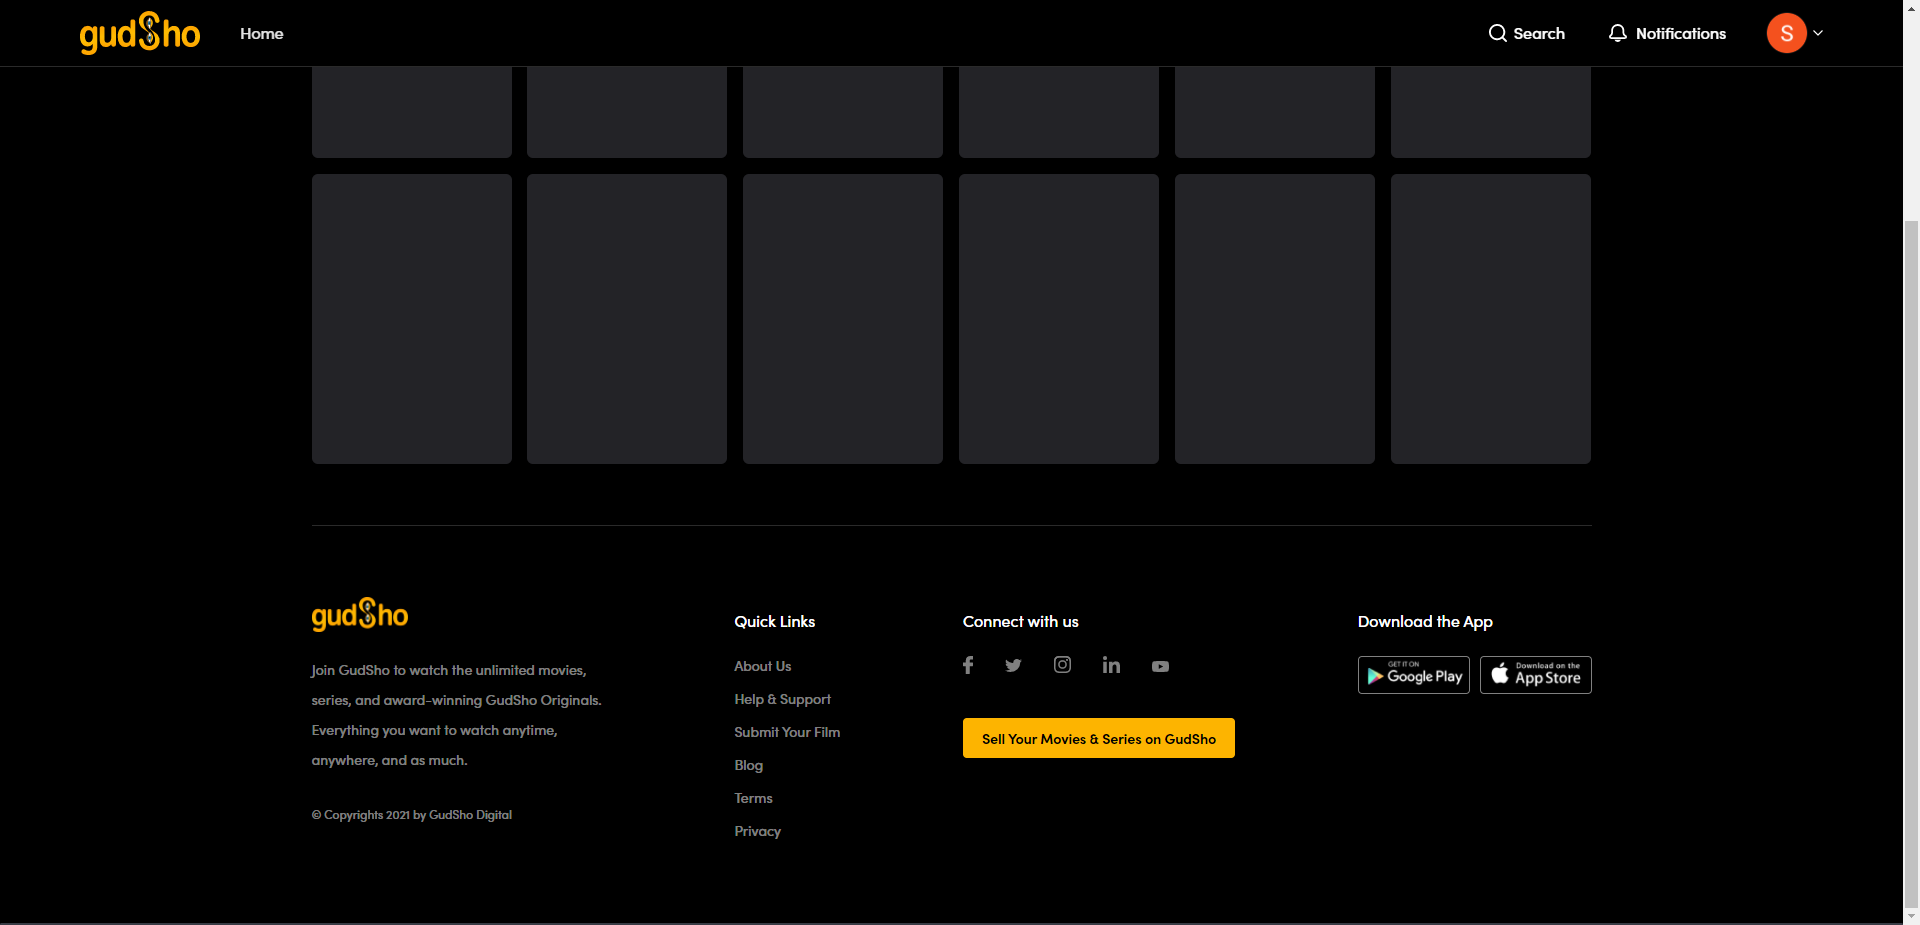 gudSho
Home
Search
Notifications
S
gudSho
Join GudSho to watch the unlimited movies,
series, and award-winning GudSho Originals.
Everything you want to watch anytime,
anywhere, and as much.
© Copyrights 2021 by GudSho Digital
Quick Links
About Us
Help & Support
Submit Your Film
Blog
Terms
Privacy
Connect with us
Sell Your Movies & Series on GudSho
Download the App
GET IT ON
Google Play
Download on the
App Store